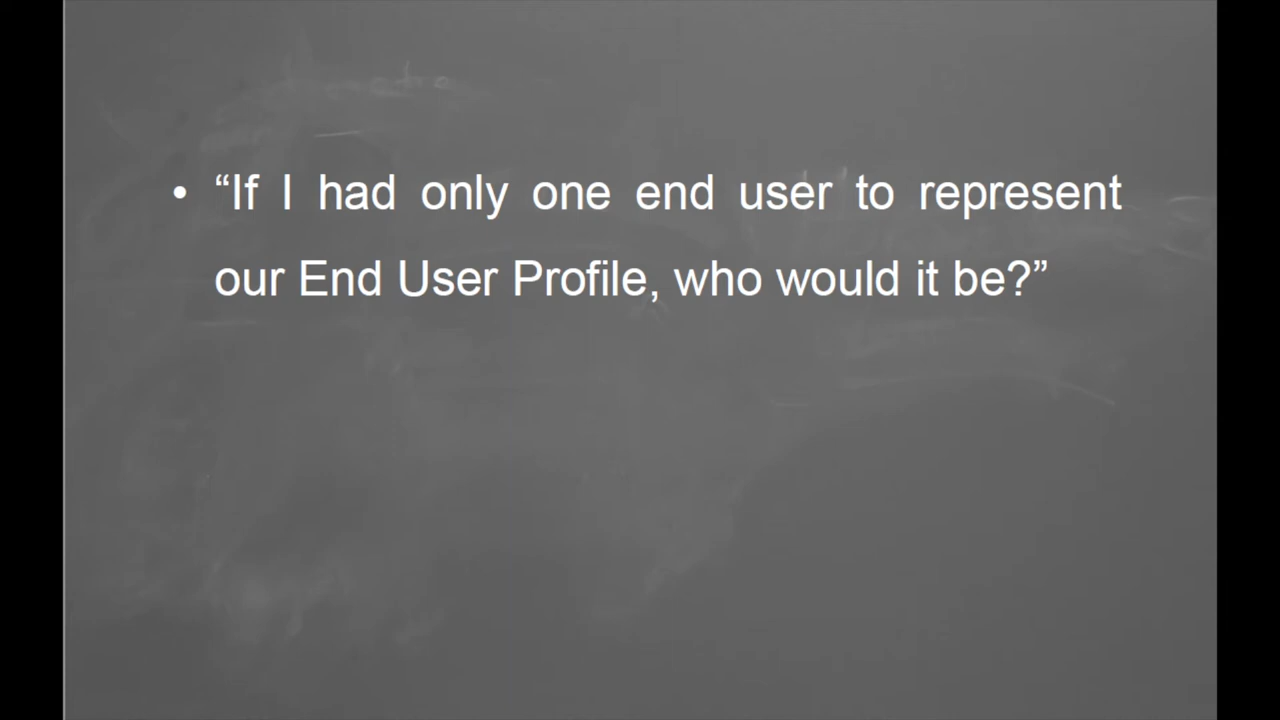 • “If I had only one end user to represent
our End User Profile, who would it be?”